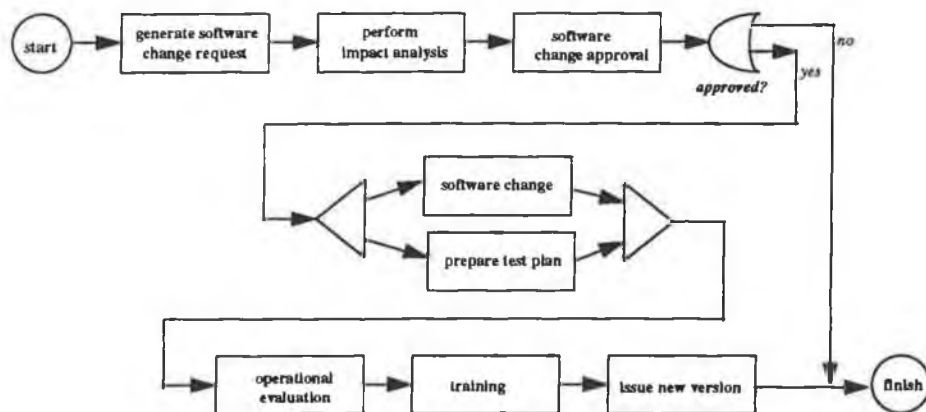 start
generate software
change request
perform
impact analysis
software
change approval
approved?
no
yes
software change
prepare test plan
operational
evaluation
training
issue new version
finish